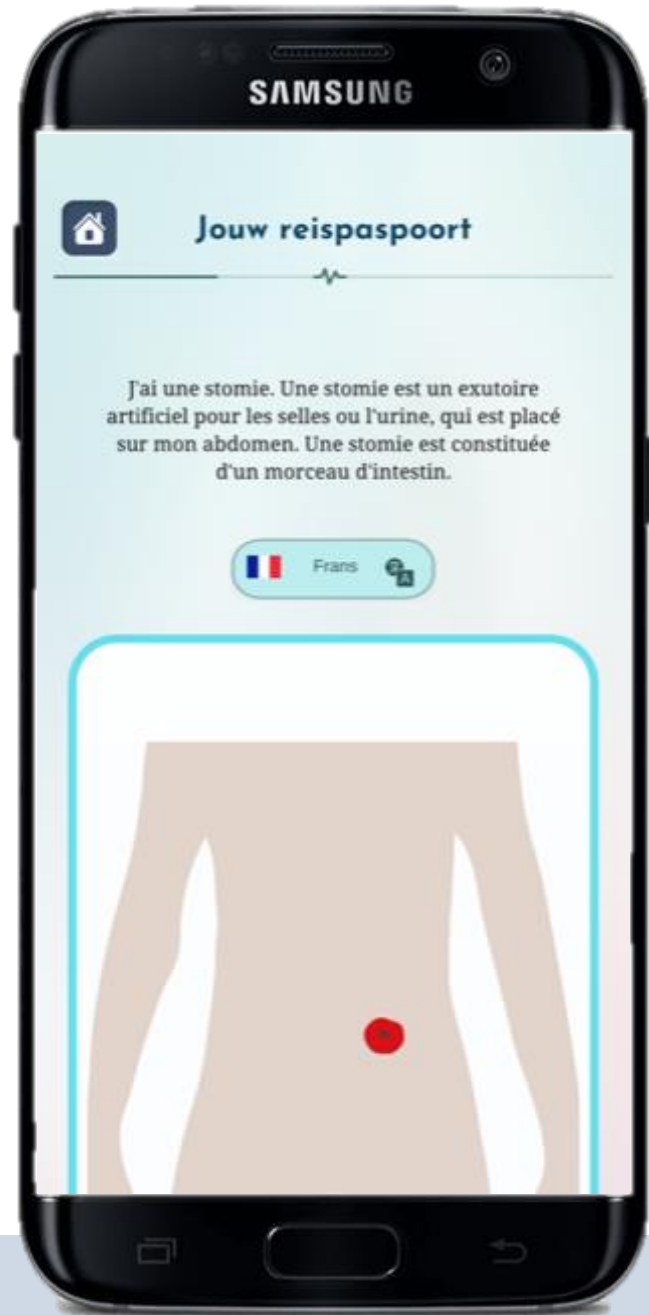 SAMSUNG
Jouw reispaspoort
J'ai une stomie. Une stomie est un exutoire
artificiel pour les selles ou l'urine, qui est placé
sur mon abdomen. Une stomie est constituée
d'un morceau d'intestin.
Frans